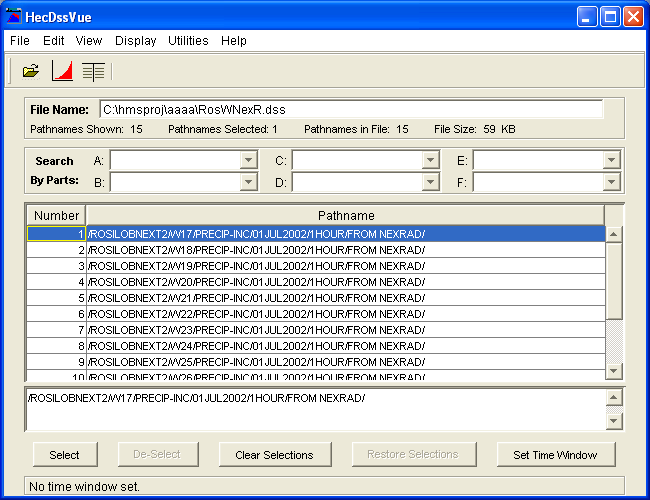 HecDssVue
File Edit View Display Utilities Help
File Name: C:\hmsproj\aaaa\RosWNexR.dss
Pathnames Shown: 15 Pathnames Selected: 1 Pathnames in File: 15 File Size: 59 KB
Search A: C: E:
By Parts: B: D: F:
Number Pathname
1 /ROSILOBNEXT2/W17/PRECIP-INC/01JUL2002/1HOUR/FROM NEXRAD/
2 /ROSILOBNEXT2/W18/PRECIP-INC/01JUL2002/1HOUR/FROM NEXRAD/
3 /ROSILOBNEXT2/W19/PRECIP-INC/01JUL2002/1HOUR/FROM NEXRAD/
4 /ROSILOBNEXT2/W20/PRECIP-INC/01JUL2002/1HOUR/FROM NEXRAD/
5 /ROSILOBNEXT2/W21/PRECIP-INC/01JUL2002/1HOUR/FROM NEXRAD/
6 /ROSILOBNEXT2/W22/PRECIP-INC/01JUL2002/1HOUR/FROM NEXRAD/
7 /ROSILOBNEXT2/W23/PRECIP-INC/01JUL2002/1HOUR/FROM NEXRAD/
8 /ROSILOBNEXT2/W24/PRECIP-INC/01JUL2002/1HOUR/FROM NEXRAD/
9 /ROSILOBNEXT2/W25/PRECIP-INC/01JUL2002/1HOUR/FROM NEXRAD/
10 /ROSILOBNEXT2/W26/PRECIP-INC/01JUL2002/1HOUR/FROM NEXRAD/
/ROSILOBNEXT2/W17/PRECIP-INC/01JUL2002/1HOUR/FROM NEXRAD/
Select De-Select Clear Selections Restore Selections Set Time Window
No time window set.